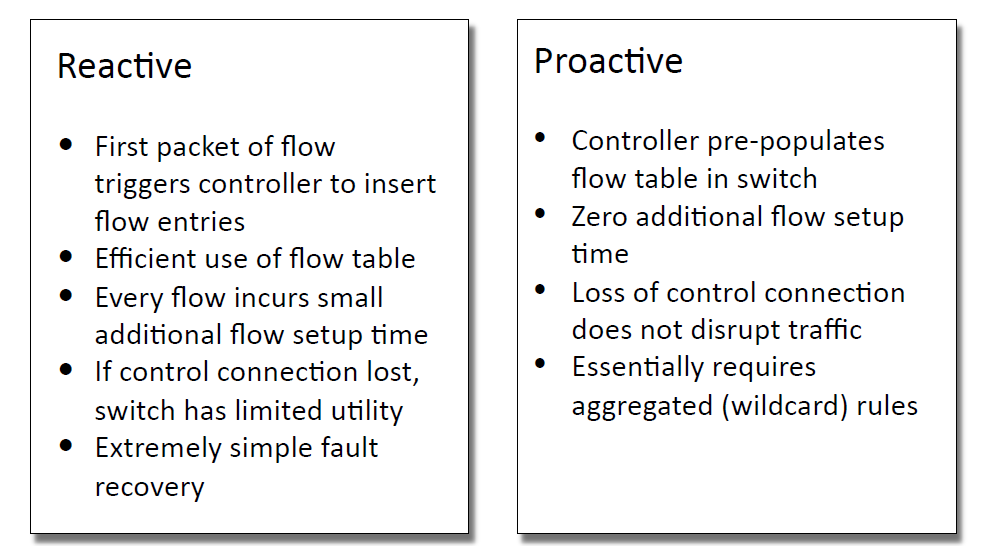 Reactive
• First packet of flow
triggers controller to insert
flow entries
• Efficient use of flow table
• Every flow incurs small
additional flow setup time
• If control connection lost,
switch has limited utility
• Extremely simple fault
recovery
Proactive
• Controller pre-populates
flow table in switch
• Zero additional flow setup
time
• Loss of control connection
does not disrupt traffic
• Essentially requires
aggregated (wildcard) rules